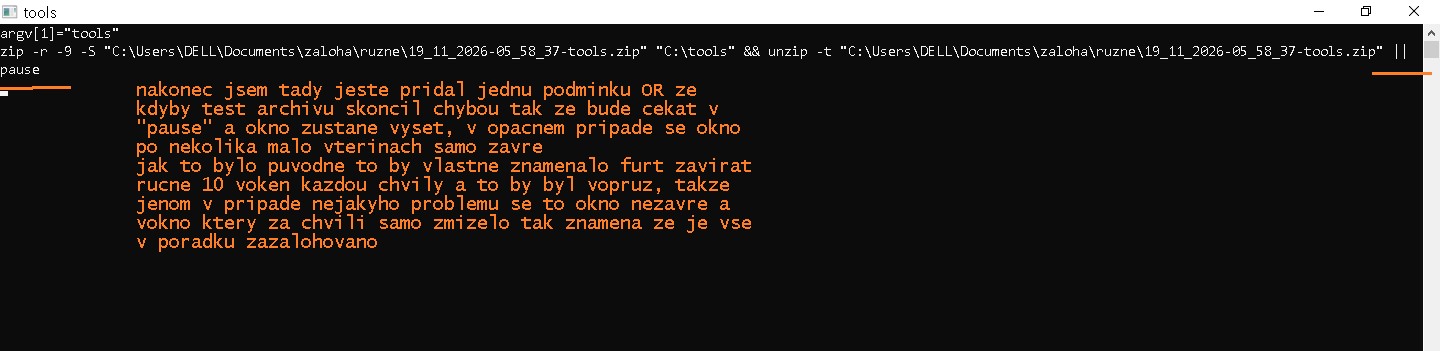 tools
argv[1]="tools"
zip -r -9 -S "C:\Users\DELL\Documents\zaloha\ruzne\19_11_2026-05_58_37-tools.zip" "C:\tools" && unzip -t "C:\Users\DELL\Documents\zaloha\ruzne\19_11_2026-05_58_37-tools.zip" ||
pause
nakonec jsem tady jeste pridal jednu podminku OR ze
kdyby test archivu skoncil chybou tak ze bude cekat v
"pause" a okno zustane vyset, v opacnem pripade se okno
po nekolika malo vterinach samo zavre
jak to bylo puvodne to by vlastne znamenalo furt zavirat
rucne 10 voken kazdou chvily a to by byl vopruz, takze
jenom v pripade nejakyho problemu se to okno nezavre a
vokno ktery za chvili samo zmizelo tak znamena ze je vse
v poradku zazalohovano